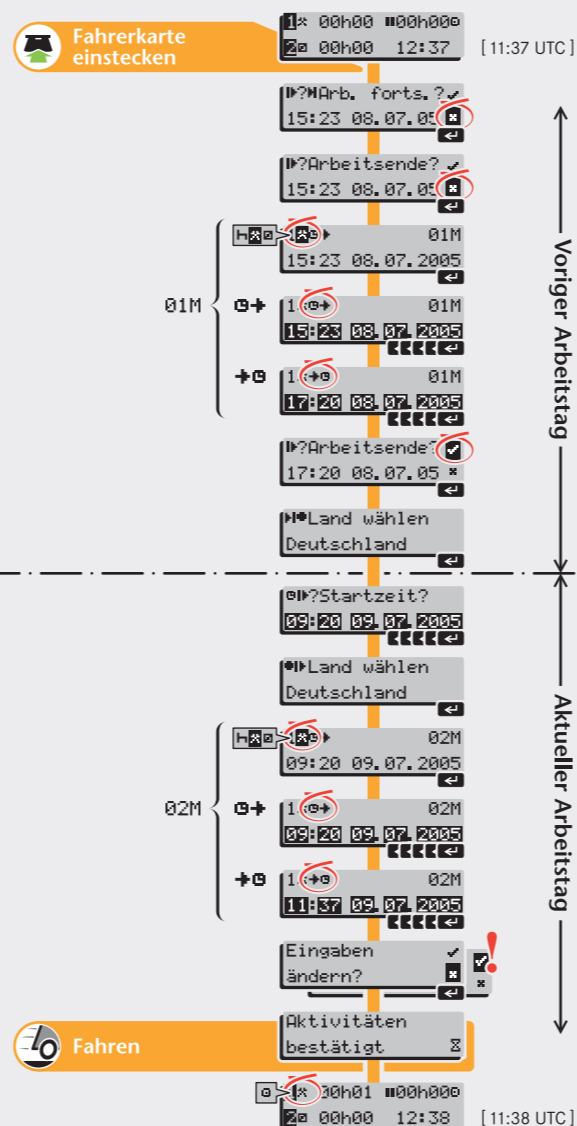 Fahrerkarte
einstecken
1 00h00 00h00
2 00h00 12:37
[ 11:37 UTC ]
?Arb. forts.?
15:23 08.07.05
?Arbeitsende?
15:23 08.07.05
01M
01M
15:23 08.07.2005
1 01M
15:23 08.07.2005
1 01M
17:20 08.07.2005
?Arbeitsende?
17:20 08.07.05
Land wählen
Deutschland
Voriger Arbeitstag
?Startzeit?
09:20 09.07.2005
Land wählen
Deutschland
02M
02M
09:20 09.07.2005
1 02M
09:20 09.07.2005
1 02M
11:37 09.07.2005
Aktueller Arbeitstag
Eingaben
ändern?
!
Aktivitäten
bestätigt
Fahren
00h01 00h00
2 00h00 12:38
[ 11:38 UTC ]